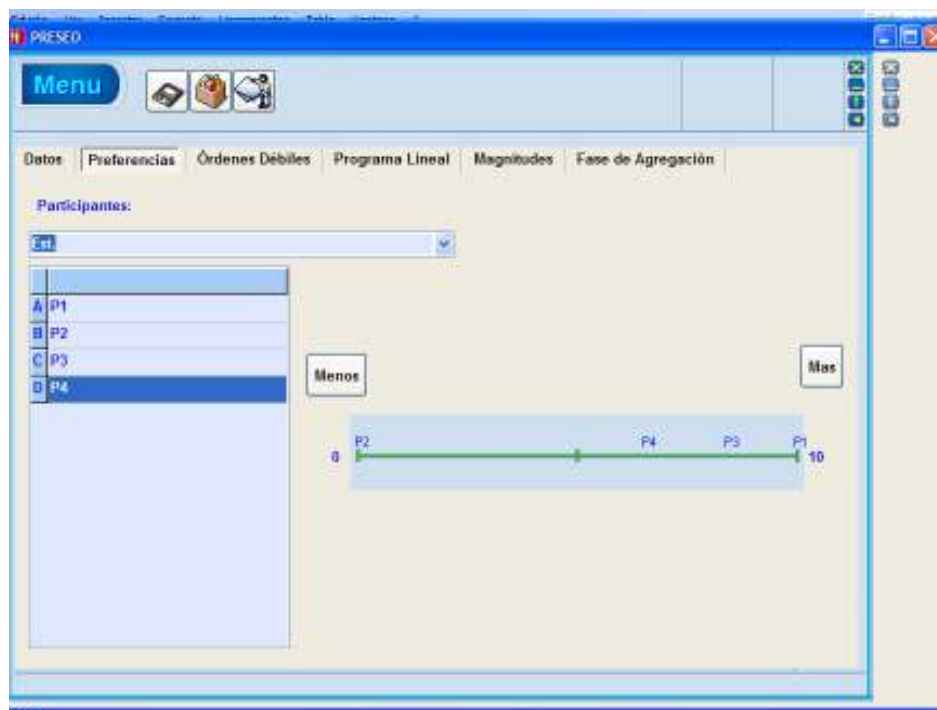 PRESEO
Menu
Datos Preferencias Órdenes Débiles Programa Lineal Magnitudes Fase de Agregación
Participantes:
Est.
A P1
B P2
C P3
D P4
Menos
Mas
P2 P4 P3 P1
0 10